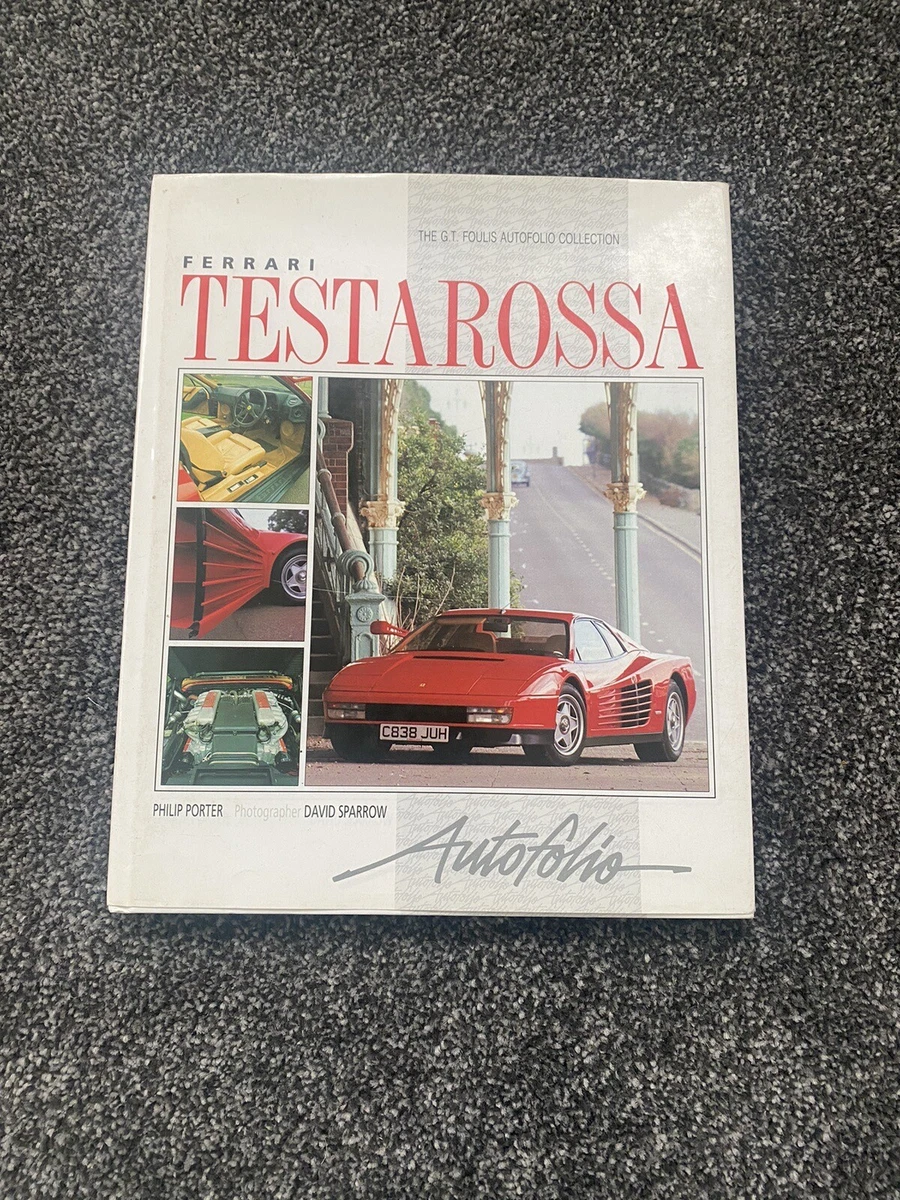 THE G.T. FOULIS AUTOFOLIO COLLECTION
FERRARI
TESTAROSSA
C838 JUH
PHILIP PORTER Photographer DAVID SPARROW
Autofolio